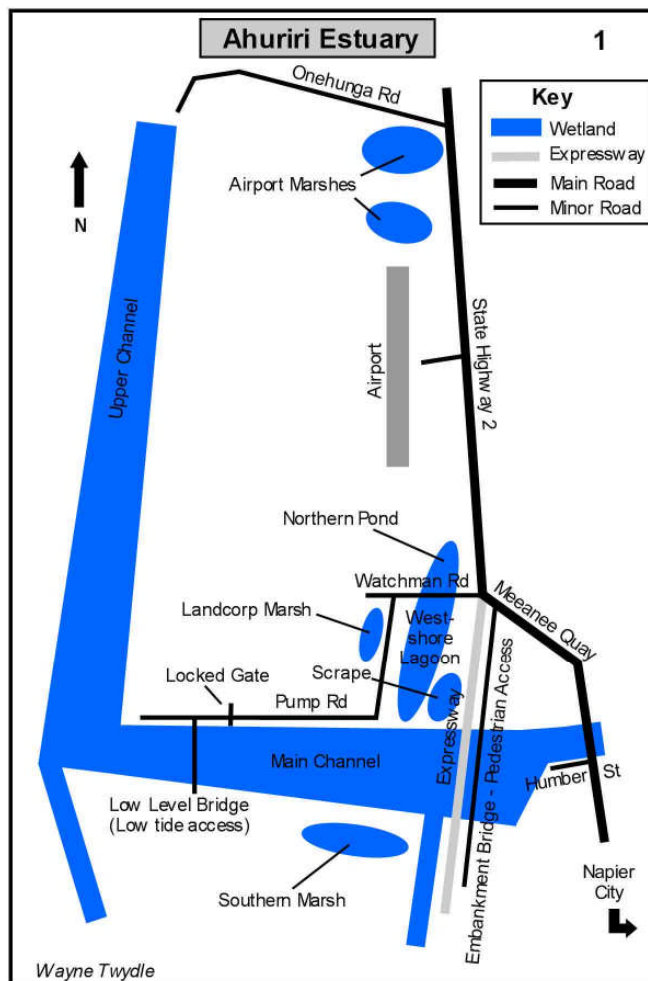 Ahuriri Estuary
1
Onehunga Rd
Key
Wetland
Expressway
Main Road
Minor Road
Airport Marshes
N
Upper Channel
State Highway 2
Airport
Northern Pond
Watchman Rd
Meeanee Quay
Landcorp Marsh
West-
shore
Lagoon
Scrape
Locked Gate
Pump Rd
Expressway
Embankment Bridge - Pedestrian Access
Main Channel
Humber St
Low Level Bridge
(Low tide access)
Southern Marsh
Napier
City
Wayne Twydle